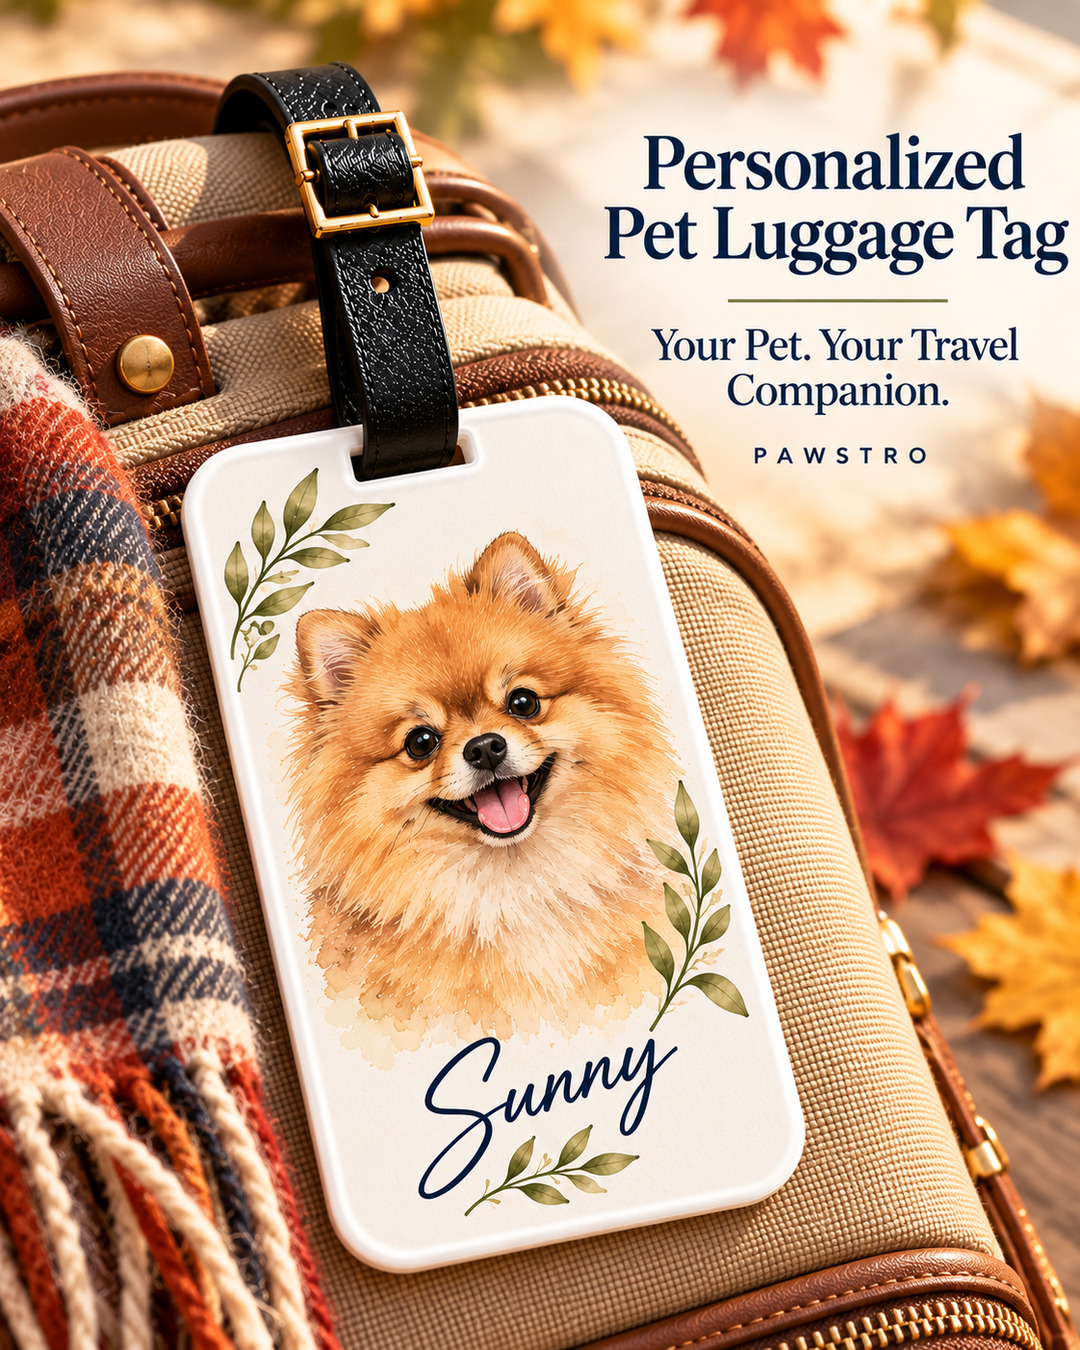 Personalized
Pet Luggage Tag
Your Pet. Your Travel
Companion.
PAWSTRO
Sunny